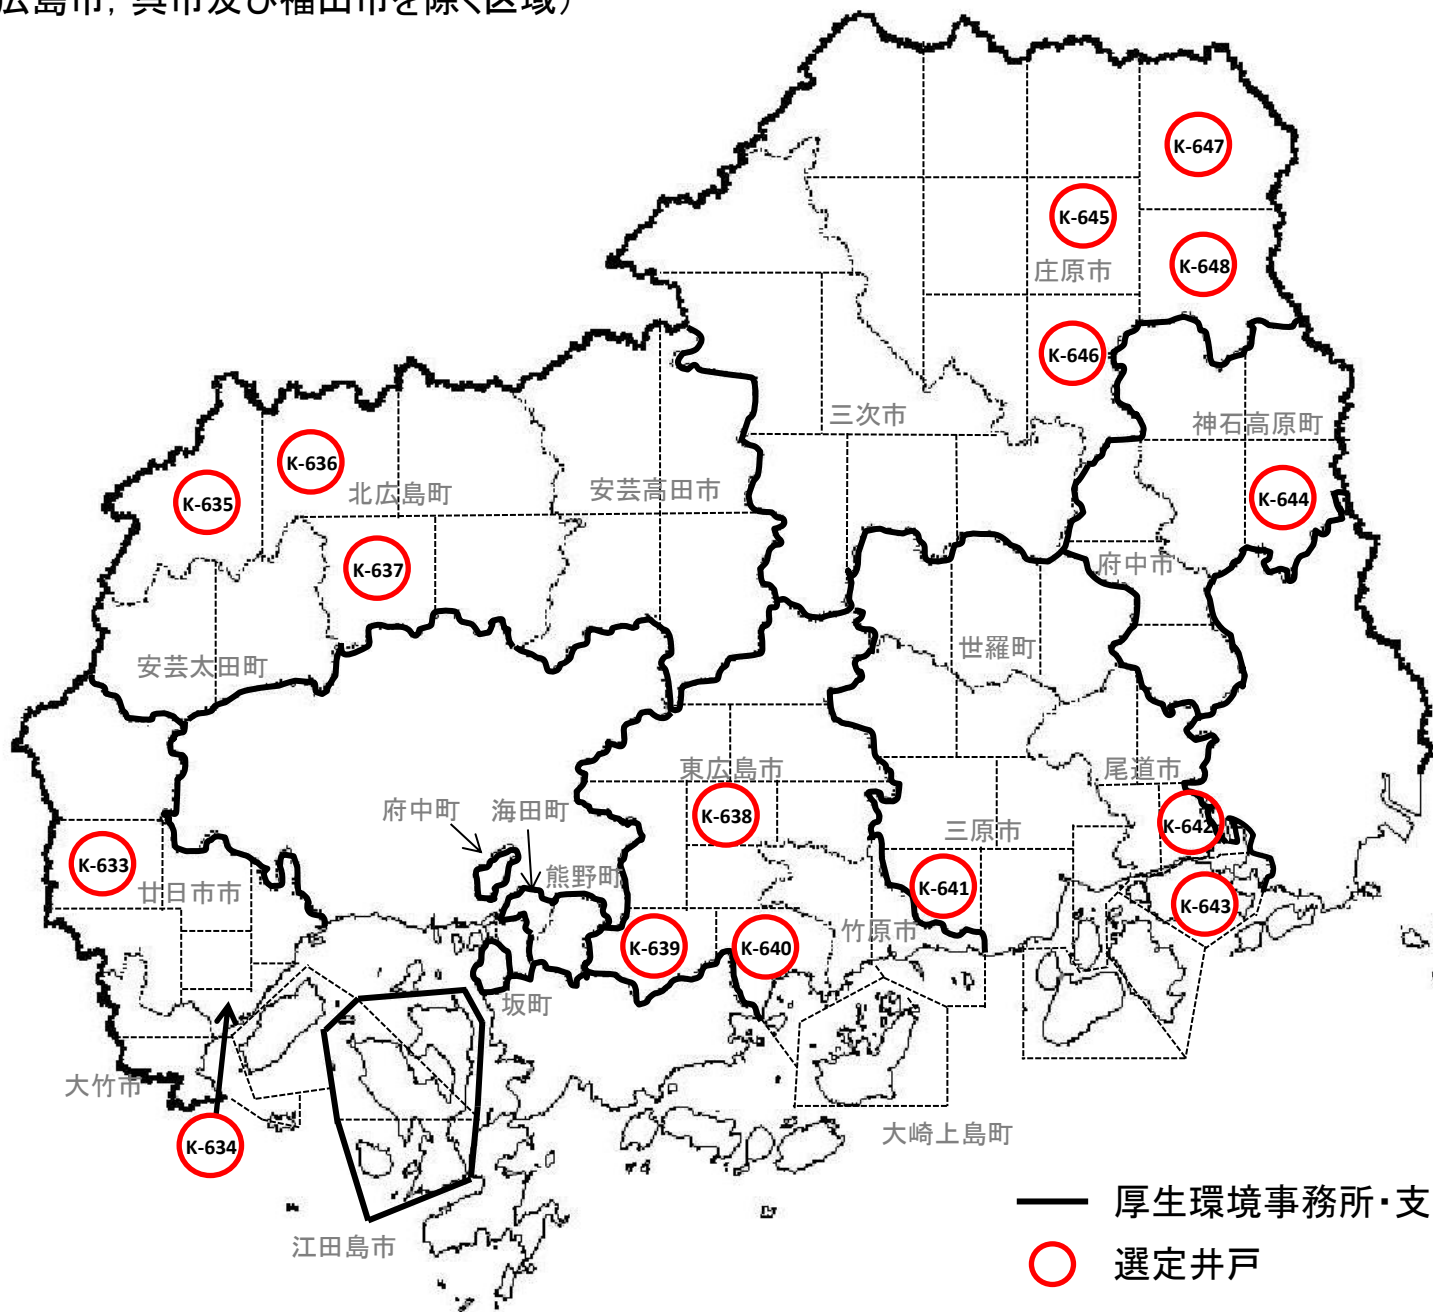 広島市，呉市及び福山市を除く区域）
K-647
K-645
庄原市
K-648
K-646
三次市
神石高原町
K-636
K-635
北広島町
安芸高田市
K-644
K-637
府中市
安芸太田町
世羅町
東広島市
尾道市
府中町
海田町
K-638
三原市
K-642
K-633
廿日市市
熊野町
K-641
K-643
竹原市
K-639
K-640
坂町
大竹市
大崎上島町
K-634
江田島市
厚生環境事務所・支
選定井戸